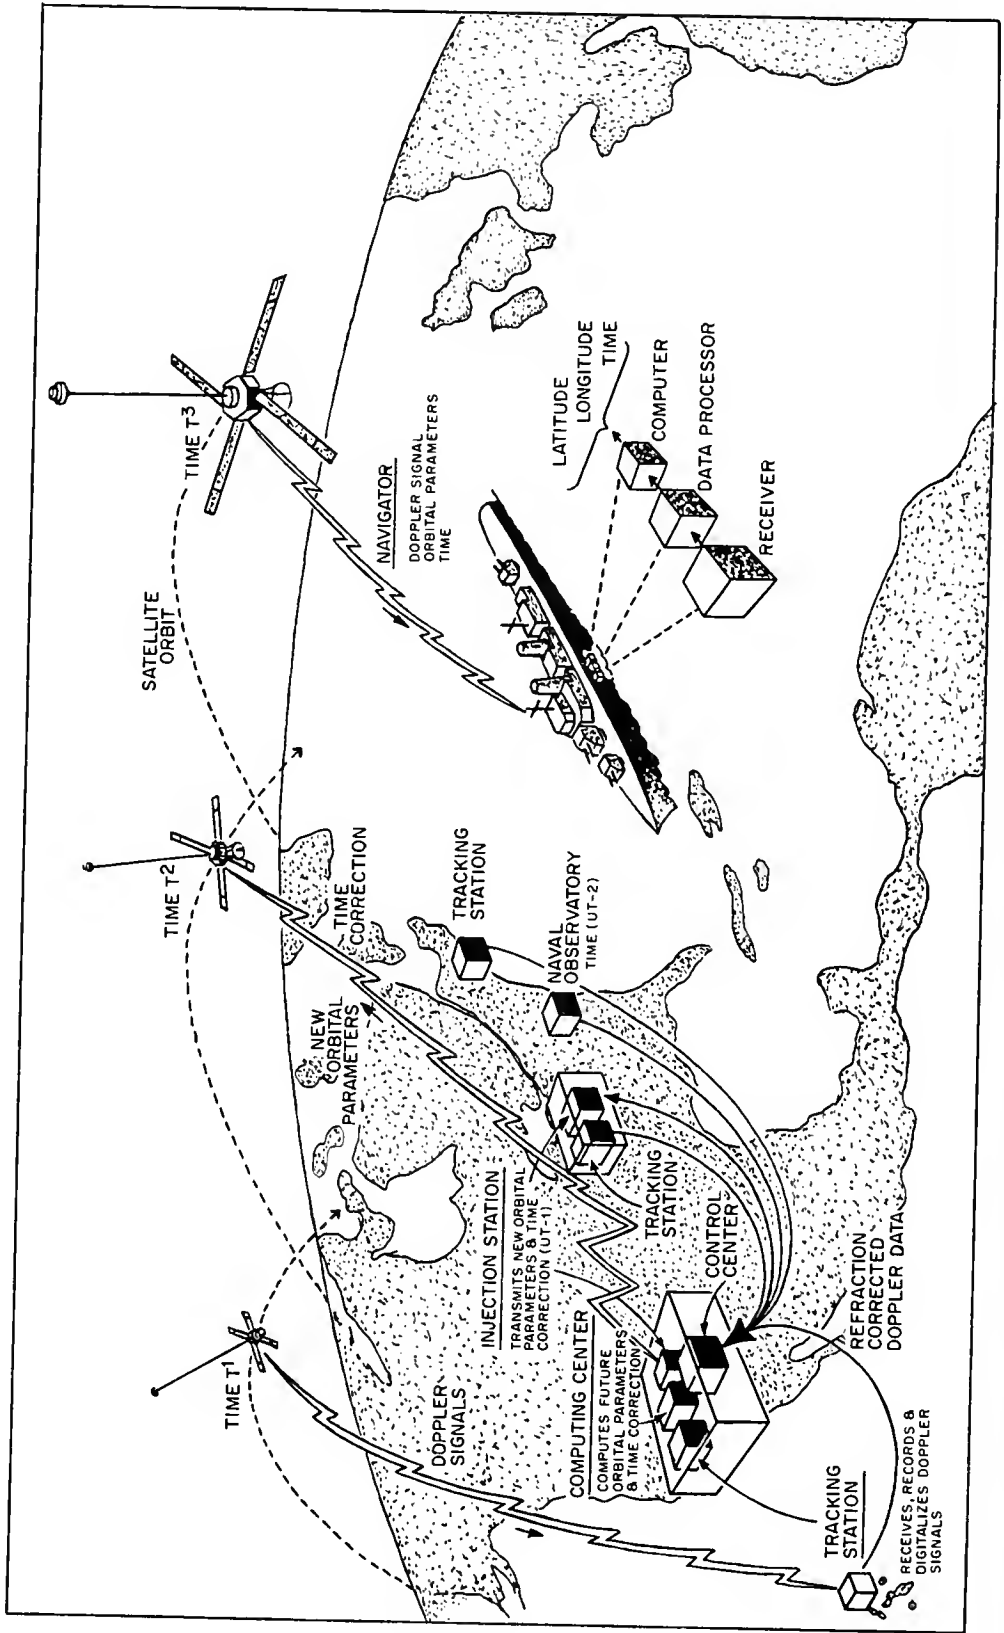 TIME T¹
TIME T²
SATELLITE
ORBIT
TIME T³
DOPPLER
SIGNALS
NEW
ORBITAL
PARAMETERS
TIME
CORRECTION
NAVIGATOR
DOPPLER SIGNAL
ORBITAL PARAMETERS
TIME
INJECTION STATION
TRANSMITS NEW ORBITAL
PARAMETERS & TIME
CORRECTION (UT-1)
TRACKING
STATION
NAVAL
OBSERVATORY
TIME (UT-2)
LATITUDE
LONGITUDE
TIME
COMPUTER
DATA PROCESSOR
RECEIVER
COMPUTING CENTER
COMPUTES FUTURE
ORBITAL PARAMETERS
& TIME CORRECTION
TRACKING
STATION
CONTROL
CENTER
TRACKING
STATION
RECEIVES, RECORDS &
DIGITALIZES DOPPLER
SIGNALS
REFRACTION
CORRECTED
DOPPLER DATA